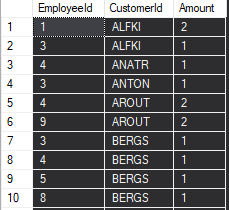 EmployeeId CustomerId Amount
1 1 ALFKI 2
2 3 ALFKI 1
3 4 ANATR 1
4 3 ANTON 1
5 4 AROUT 2
6 9 AROUT 2
7 3 BERGS 1
8 4 BERGS 1
9 5 BERGS 1
10 8 BERGS 1